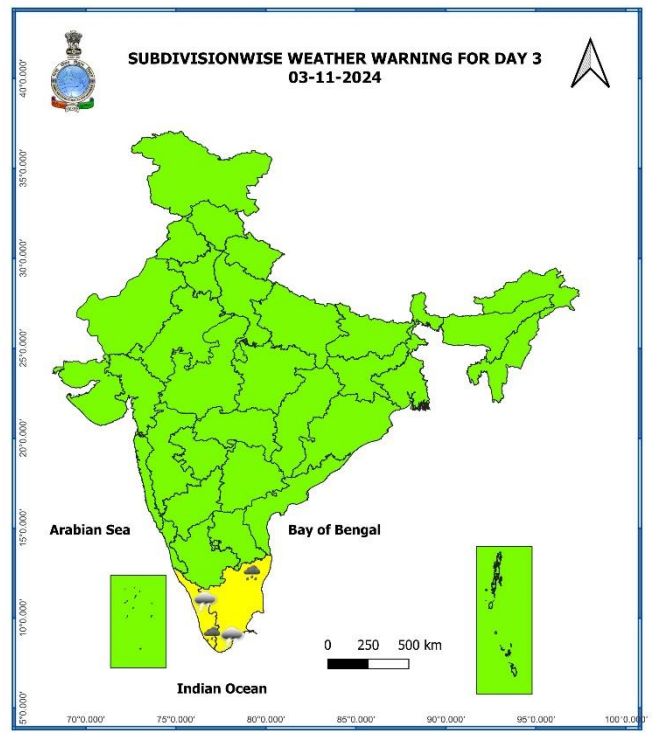 SUBDIVISIONWISE WEATHER WARNING FOR DAY 3
03-11-2024
40°0.000'
35°0.000'
30°0.000'
25°0.000'
20°0.000'
15°0.000'
10°0.000'
5°0.000'
Arabian Sea
Bay of Bengal
0 250 500 km
Indian Ocean
70°0.000' 75°0.000' 80°0.000' 85°0.000' 90°0.000' 95°0.000' 100°0.000'